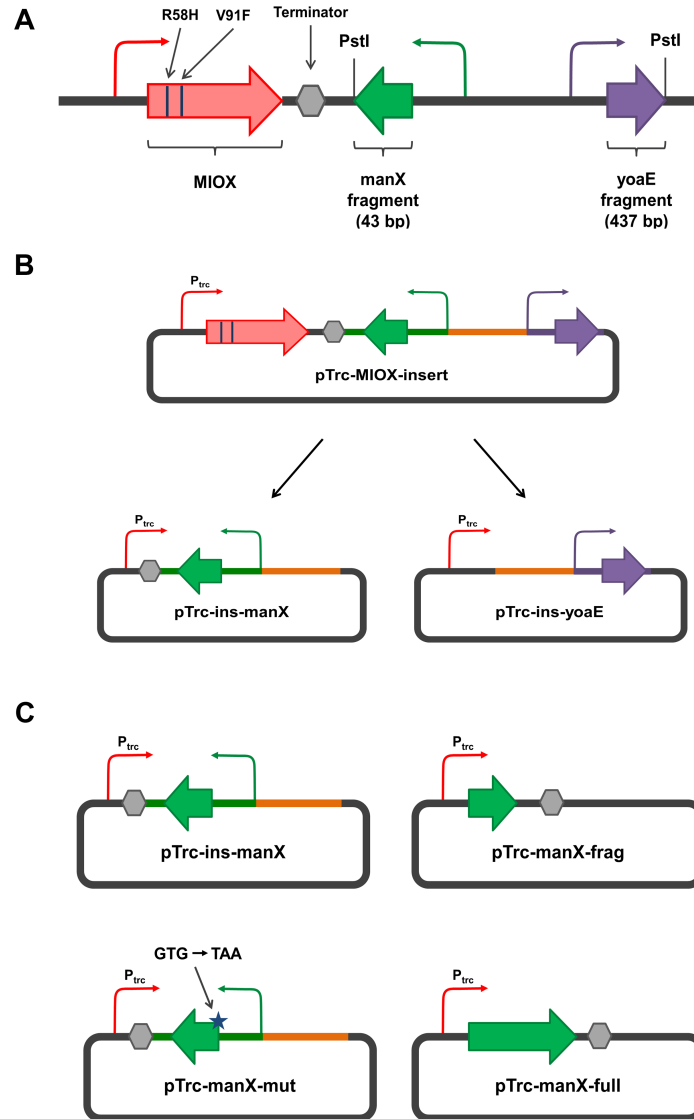 A
R58H
V91F
Terminator
PstI
PstI
MIOX
manX
fragment
(43 bp)
yoaE
fragment
(437 bp)
B
Ptrc
pTrc-MIOX-insert
Ptrc
pTrc-ins-manX
Ptrc
pTrc-ins-yoaE
C
Ptrc
pTrc-ins-manX
Ptrc
pTrc-manX-frag
GTG → TAA
Ptrc
pTrc-manX-mut
Ptrc
pTrc-manX-full